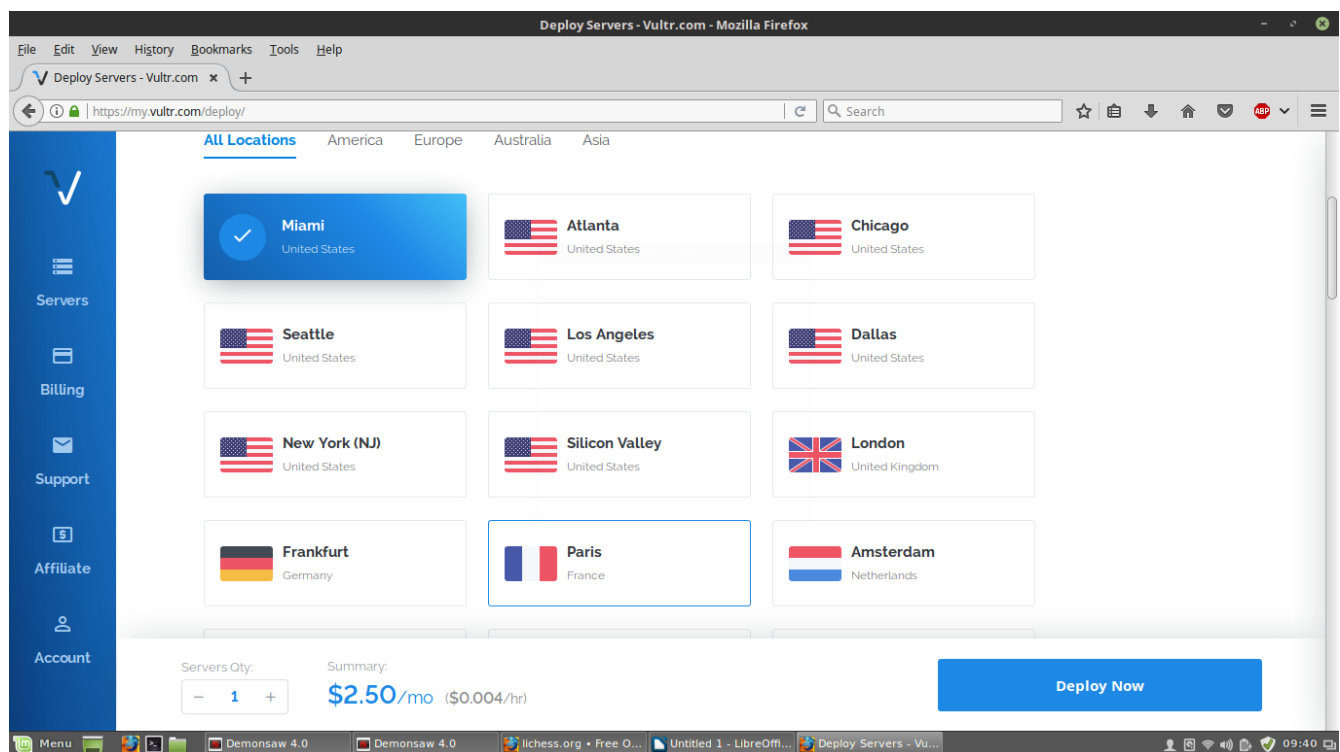 Deploy Servers - Vultr.com - Mozilla Firefox
File Edit View History Bookmarks Tools Help
Deploy Servers - Vultr.com
https://my.vultr.com/deploy/
Search
ABP
All Locations America Europe Australia Asia
Servers
Billing
Support
Affiliate
Account
Miami
United States
Atlanta
United States
Chicago
United States
Seattle
United States
Los Angeles
United States
Dallas
United States
New York (NJ)
United States
Silicon Valley
United States
London
United Kingdom
Frankfurt
Germany
Paris
France
Amsterdam
Netherlands
Servers Qty:
− 1 +
Summary:
$2.50/mo ($0.004/hr)
Deploy Now
Menu Demonsaw 4.0 Demonsaw 4.0 lichess.org • Free O... Untitled 1 - LibreOffi... Deploy Servers - Vu... 09:40